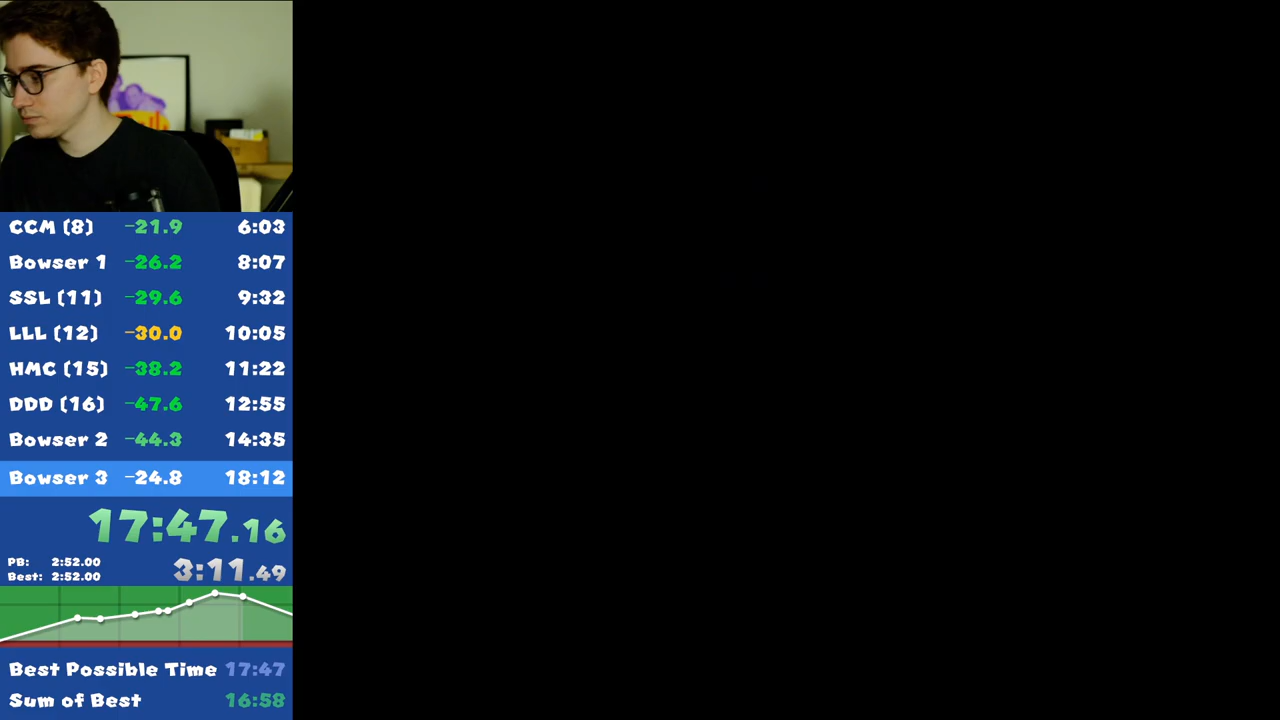 CCM (8) -21.9 6:03
Bowser 1 -26.2 8:07
SSL (11) -29.6 9:32
LLL (12) -30.0 10:05
HMC (15) -38.2 11:22
DDD (16) -47.6 12:55
Bowser 2 -44.3 14:35
Bowser 3 -24.8 18:12
17:47.16
PB: 2:52.00 3:11.49
Best: 2:52.00
Best Possible Time 17:47
Sum of Best 16:58